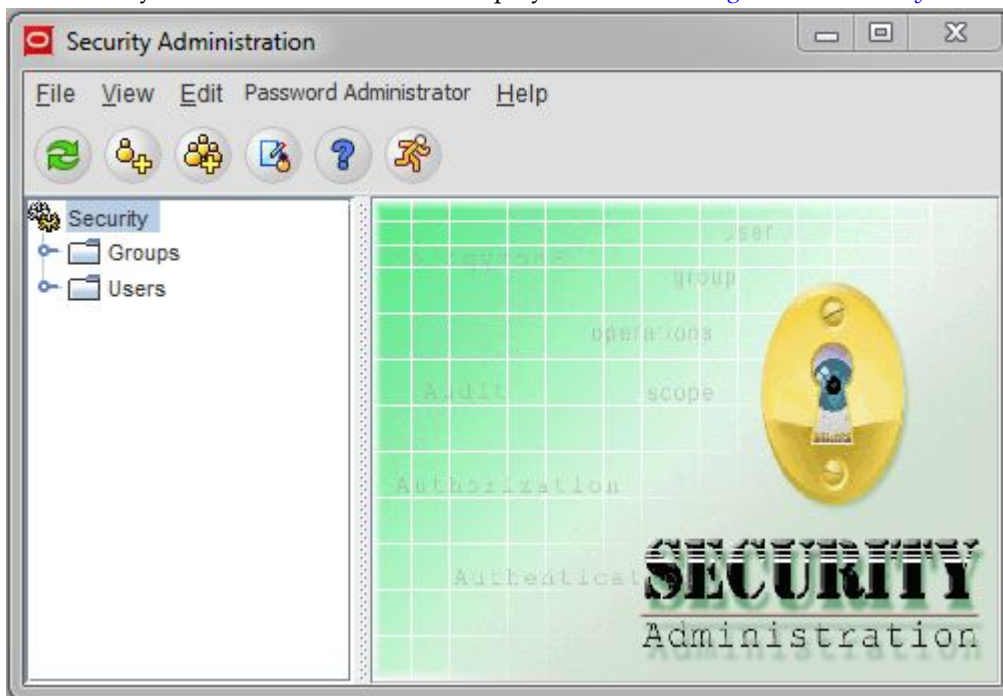 Security Administration
File View Edit Password Administrator Help
Security
Groups
Users
user
group
operations
Audit
scope
Authorization
Authenticat
SECURITY
Administration